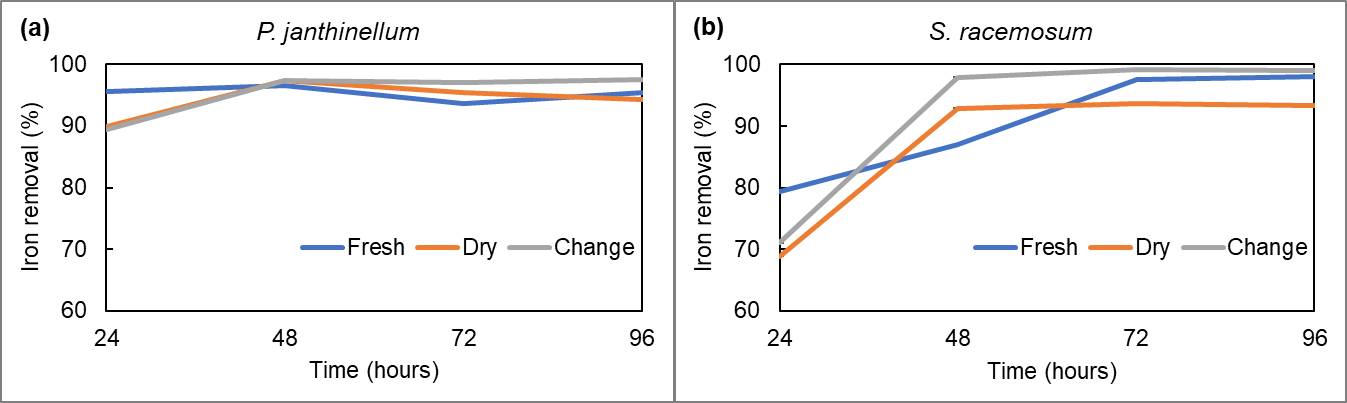 (a)
P. janthinellum
Iron removal (%)
100
90
80
70
60
Fresh Dry Change
24 48 72 96
Time (hours)
(b)
S. racemosum
Iron removal (%)
100
90
80
70
60
Fresh Dry Change
24 48 72 96
Time (hours)